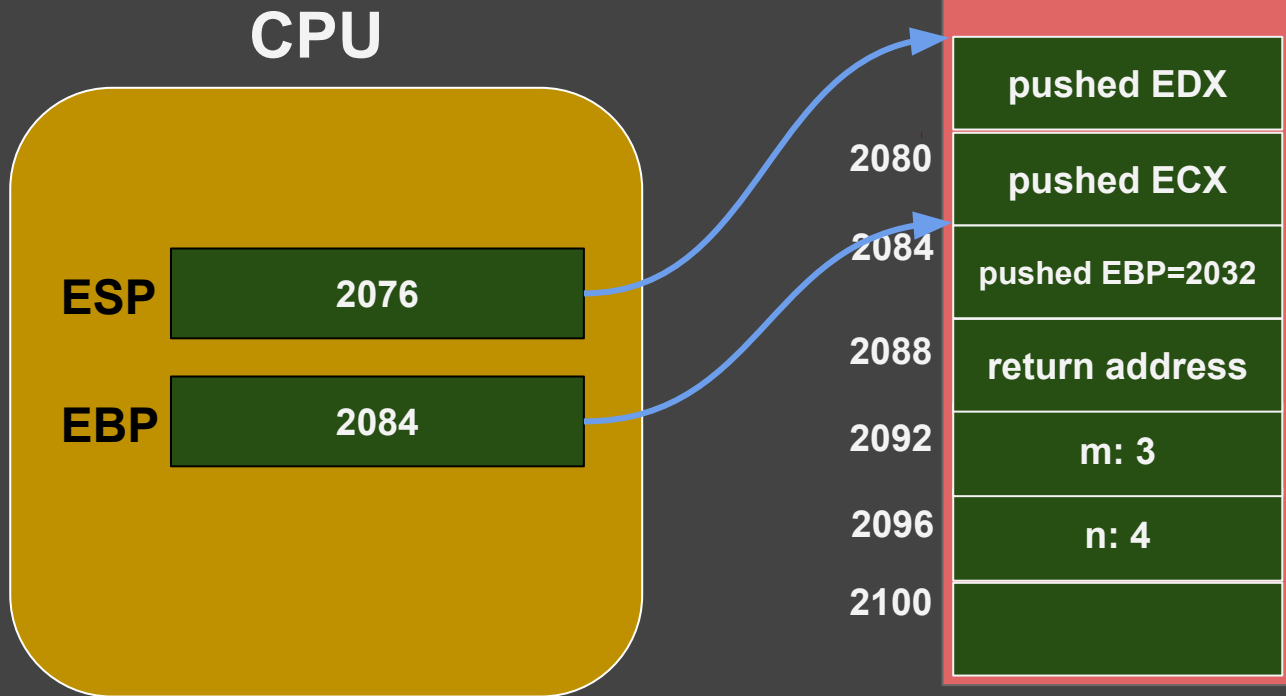 CPU
ESP
2076
EBP
2084
2080
2084
2088
2092
2096
2100
pushed EDX
pushed ECX
pushed EBP=2032
return address
m: 3
n: 4